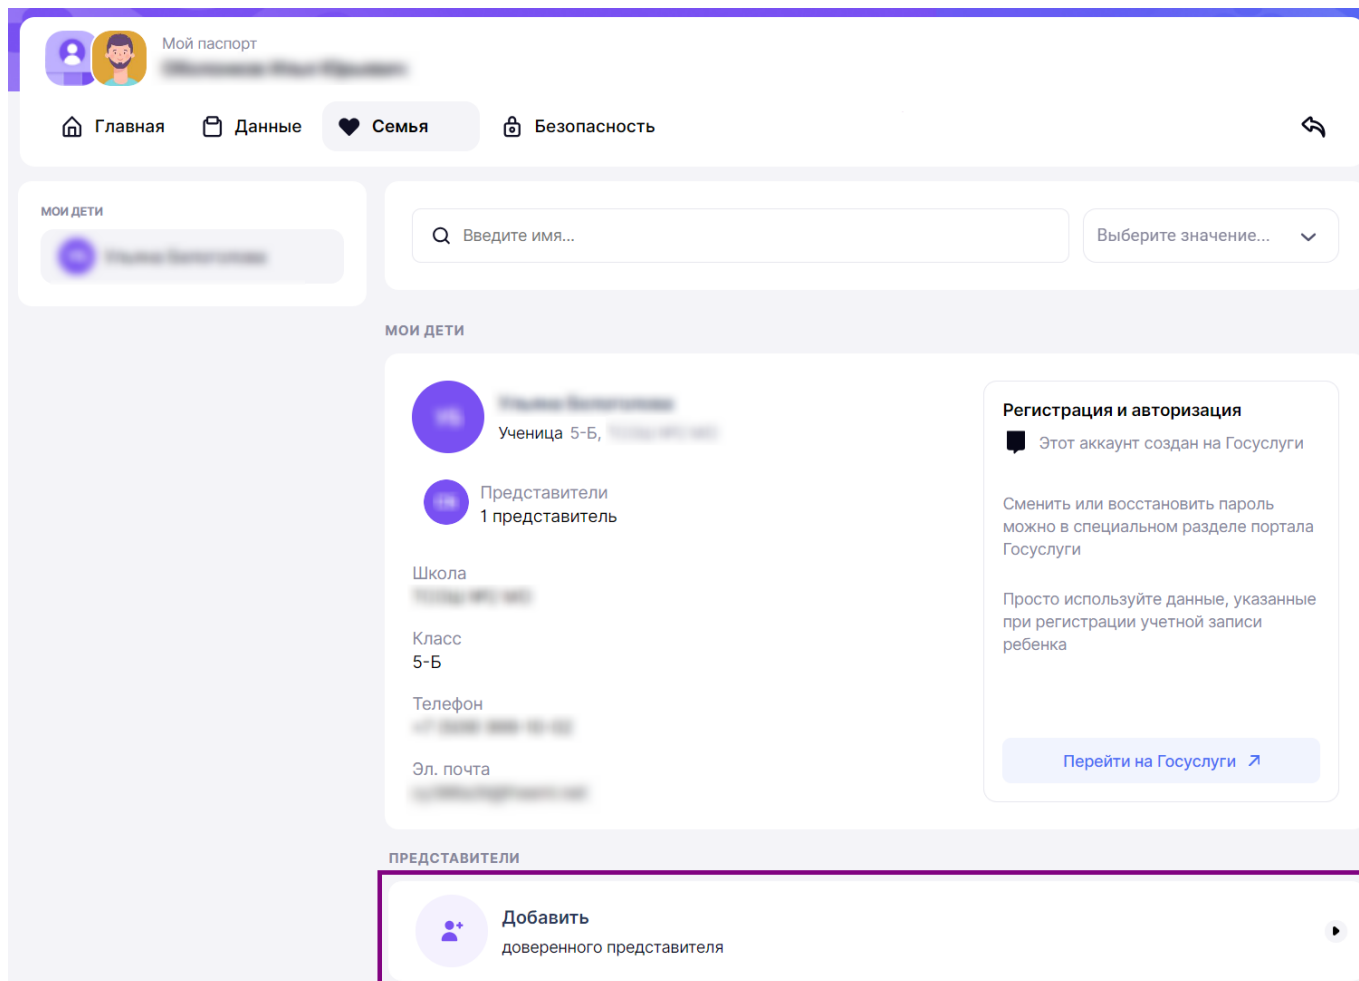 Мой паспорт
Главная
Данные
Семья
Безопасность
МОИ ДЕТИ
Введите имя...
Выберите значение...
МОИ ДЕТИ
Ученица 5-Б,
Представители
1 представитель
Школа
Класс
5-Б
Телефон
Эл. почта
Регистрация и авторизация
Этот аккаунт создан на Госуслуги
Сменить или восстановить пароль
можно в специальном разделе портала
Госуслуги
Просто используйте данные, указанные
при регистрации учетной записи
ребенка
Перейти на Госуслуги
ПРЕДСТАВИТЕЛИ
Добавить
доверенного представителя